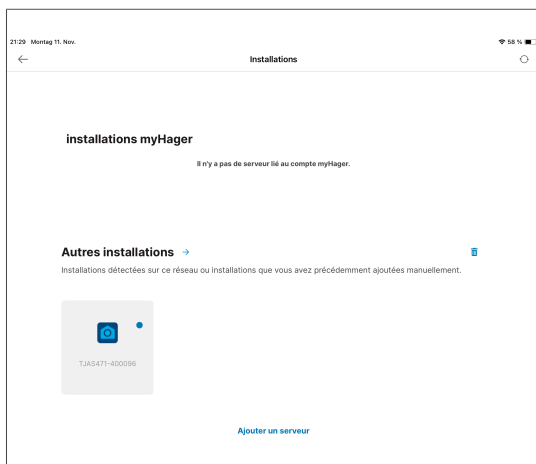 21:29 Montag 11. Nov.
58 %
Installations
installations myHager
Il n'y a pas de serveur lié au compte myHager.
Autres installations
Installations détectées sur ce réseau ou installations que vous avez précédemment ajoutées manuellement.
TJAS471-400096
Ajouter un serveur